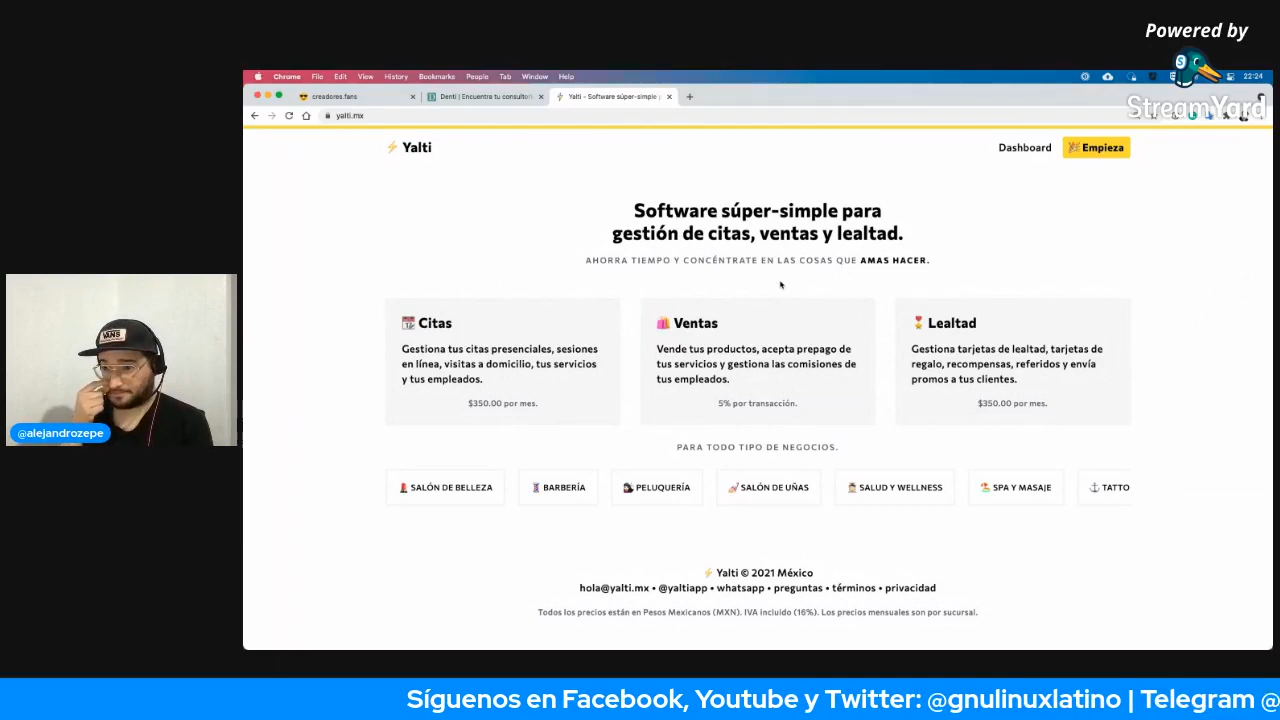 Powered by
StreamYard
Chrome File Edit View History Bookmarks People Tab Window Help
22:24
creadores.fans
Denti | Encuentra tu consulto
Yalti - Software súper-simple
yalti.mx
Yalti
Dashboard
Empieza
Software súper-simple para
gestión de citas, ventas y lealtad.
AHORRA TIEMPO Y CONCÉNTRATE EN LAS COSAS QUE AMAS HACER.
Citas
Gestiona tus citas presenciales, sesiones
en línea, visitas a domicilio, tus servicios
y tus empleados.
$350.00 por mes.
Ventas
Vende tus productos, acepta prepago de
tus servicios y gestiona las comisiones de
tus empleados.
5% por transacción.
Lealtad
Gestiona tarjetas de lealtad, tarjetas de
regalo, recompensas, referidos y envía
promos a tus clientes.
$350.00 por mes.
PARA TODO TIPO DE NEGOCIOS.
SALÓN DE BELLEZA
BARBERÍA
PELUQUERÍA
SALÓN DE UÑAS
SALUD Y WELLNESS
SPA Y MASAJE
TATTO
Yalti © 2021 México
hola@yalti.mx • @yaltiapp • whatsapp • preguntas • términos • privacidad
Todos los precios están en Pesos Mexicanos (MXN). IVA incluido (16%). Los precios mensuales son por sucursal.
VANS
@alejandrozepe
Síguenos en Facebook, Youtube y Twitter: @gnulinuxlatino | Telegram @